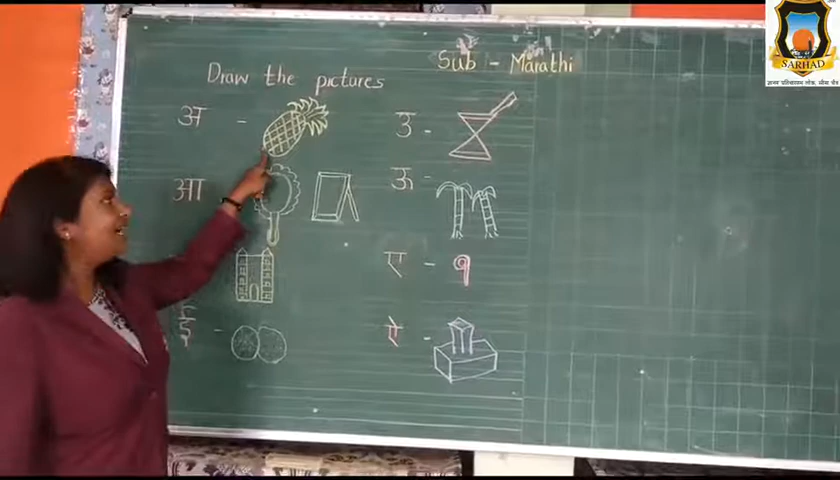 Sub - Marathi
Draw the pictures
अ -
आ
ई -
उ -
ऊ -
ए - १
ऐ -
SARHAD